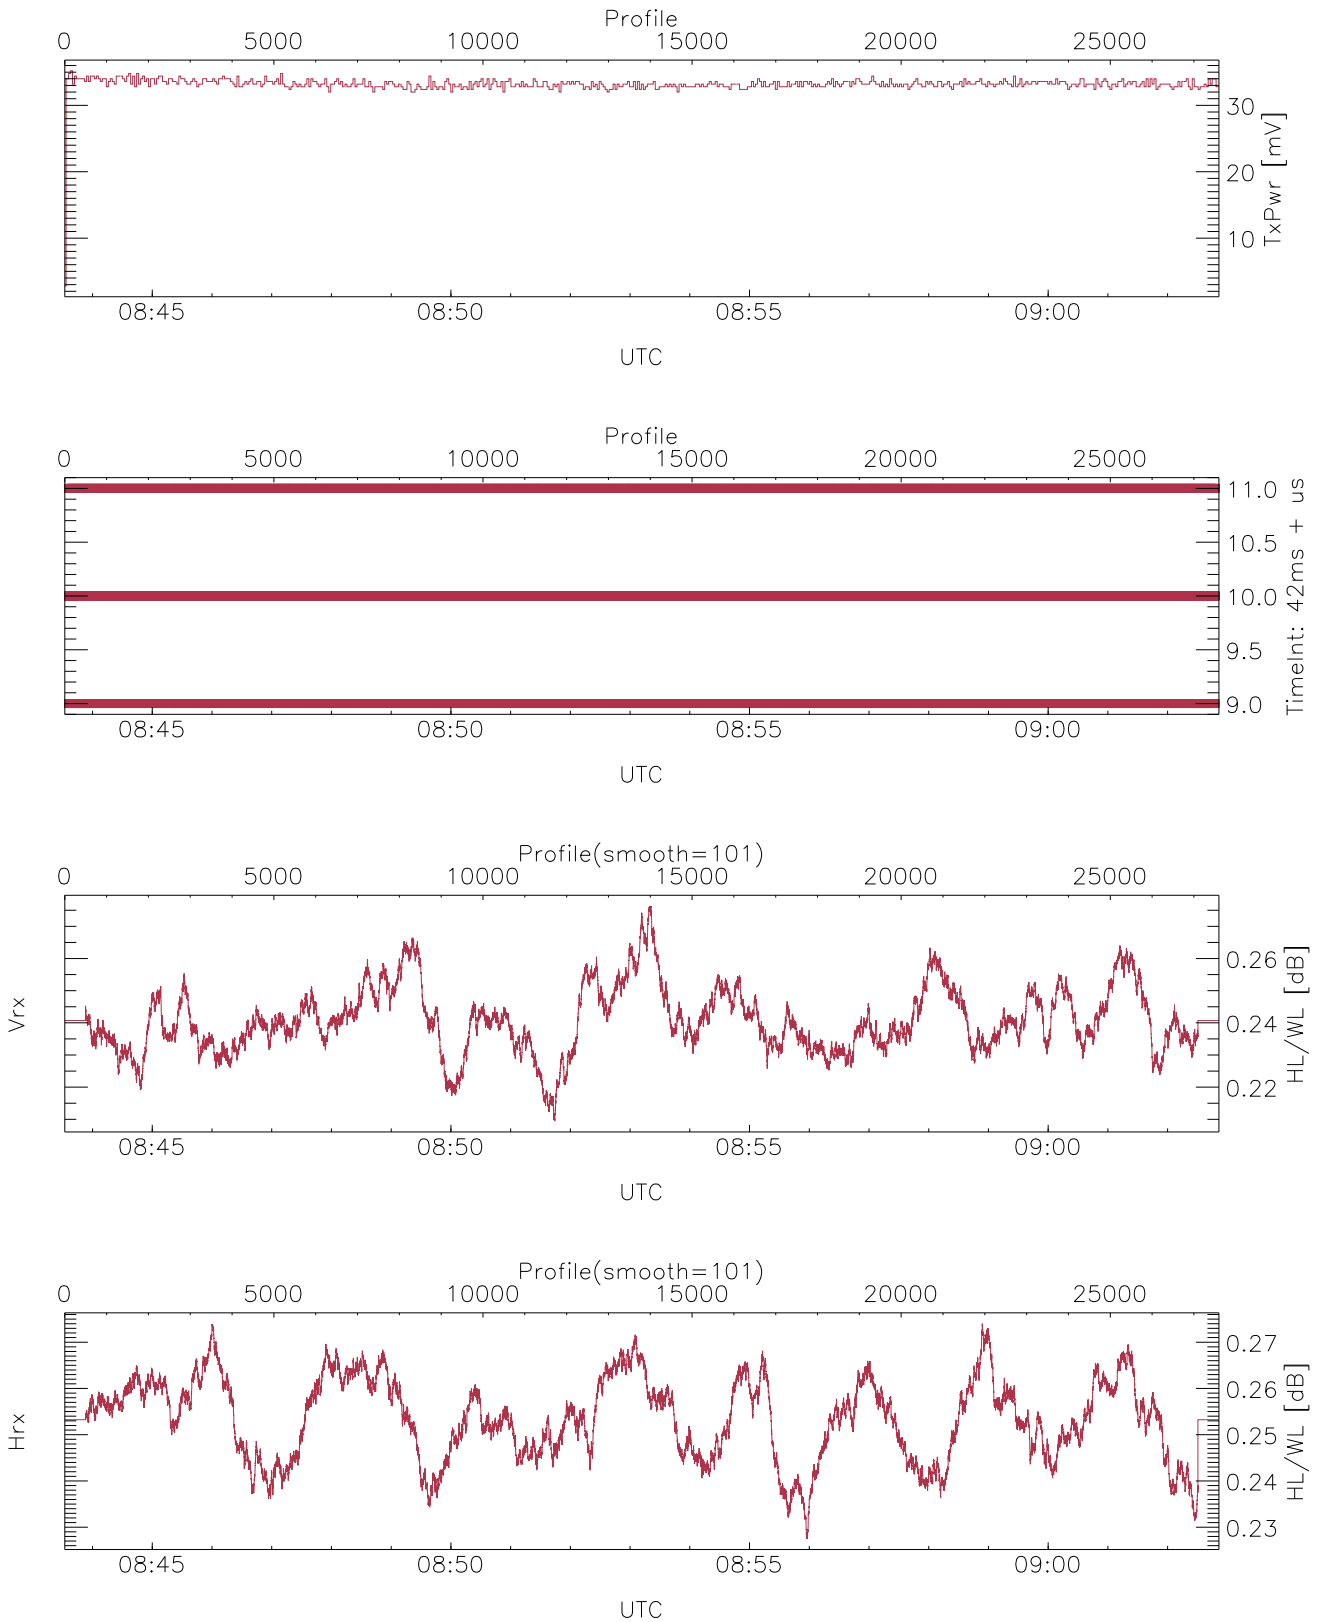 Profile
0 5000 10000 15000 20000 25000
30
20
10
TxPwr [mV]
08:45 08:50 08:55 09:00
UTC
Profile
0 5000 10000 15000 20000 25000
11.0
10.5
10.0
9.5
9.0
TimeInt: 42ms + us
08:45 08:50 08:55 09:00
UTC
Profile(smooth=101)
0 5000 10000 15000 20000 25000
Vrx
0.26
0.24
0.22
HL/WL [dB]
08:45 08:50 08:55 09:00
UTC
Profile(smooth=101)
0 5000 10000 15000 20000 25000
Hrx
0.27
0.26
0.25
0.24
0.23
HL/WL [dB]
08:45 08:50 08:55 09:00
UTC